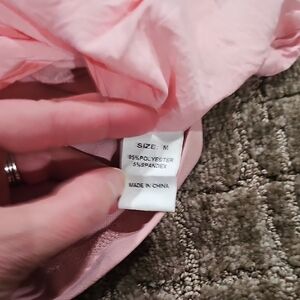 SIZE: M
95%POLYESTER
5%SPANDEX
MADE IN CHINA